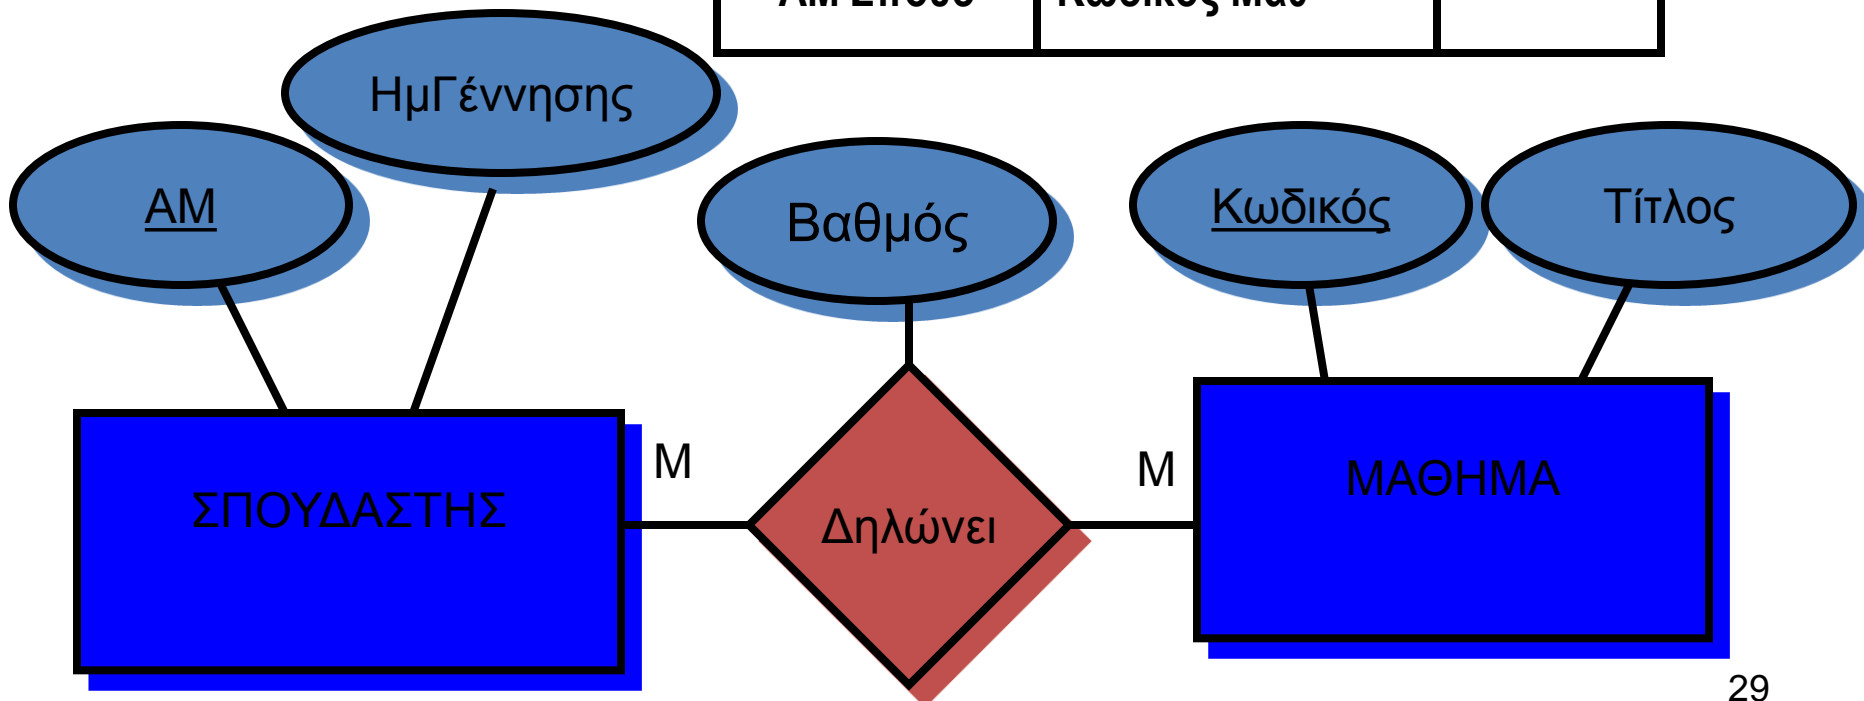 ΗμΓέννησης
ΑΜ
Βαθμός
Κωδικός
Τίτλος
Μ
Μ
ΣΠΟΥΔΑΣΤΗΣ
Δηλώνει
ΜΑΘΗΜΑ
29